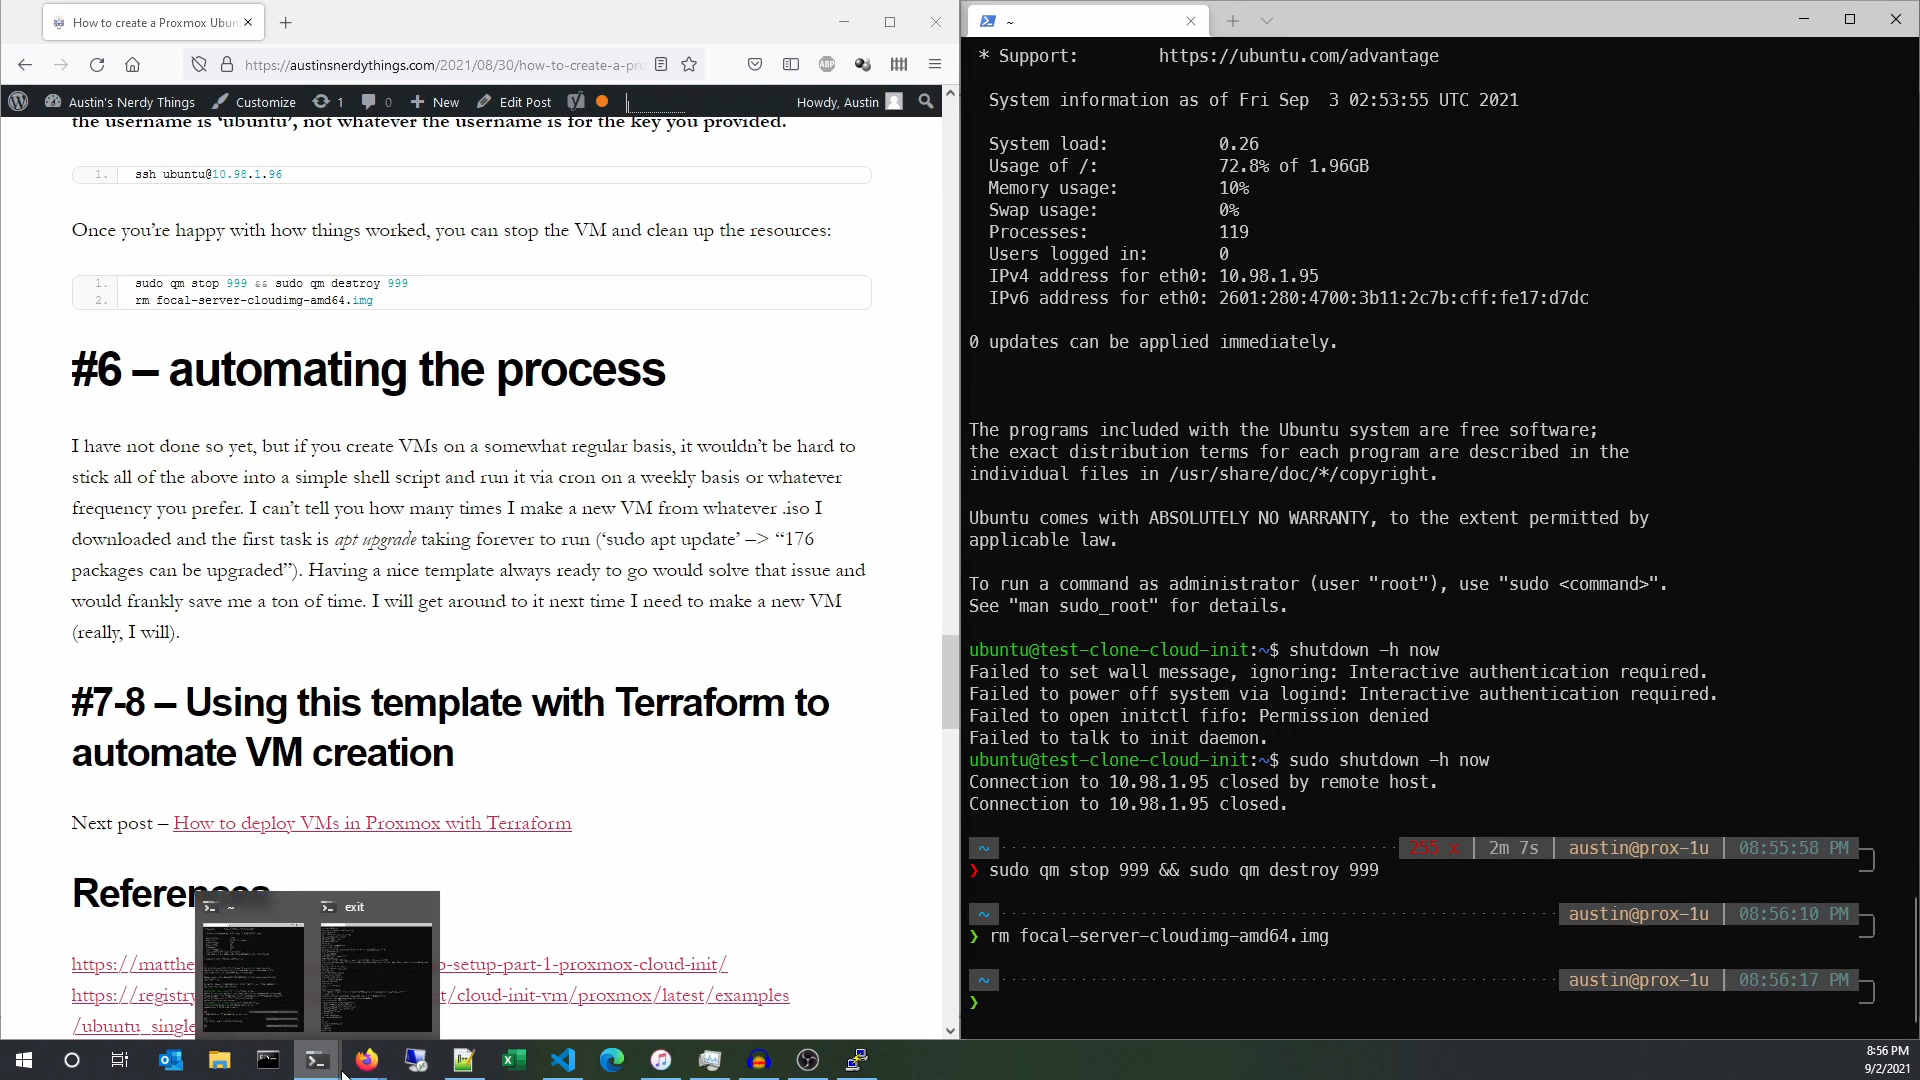 How to create a Proxmox Ubun
https://austinsnerdythings.com/2021/08/30/how-to-create-a-pro
ABP
Austin's Nerdy Things
Customize
1
0
New
Edit Post
Howdy, Austin
the username is ‘ubuntu’, not whatever the username is for the key you provided.
1. ssh ubuntu@10.98.1.96
Once you’re happy with how things worked, you can stop the VM and clean up the resources:
1. sudo qm stop 999 && sudo qm destroy 999
2. rm focal-server-cloudimg-amd64.img
#6 – automating the process
I have not done so yet, but if you create VMs on a somewhat regular basis, it wouldn’t be hard to
stick all of the above into a simple shell script and run it via cron on a weekly basis or whatever
frequency you prefer. I can’t tell you how many times I make a new VM from whatever .iso I
downloaded and the first task is apt upgrade taking forever to run (‘sudo apt update’ –> “176
packages can be upgraded”). Having a nice template always ready to go would solve that issue and
would frankly save me a ton of time. I will get around to it next time I need to make a new VM
(really, I will).
#7-8 – Using this template with Terraform to
automate VM creation
Next post – How to deploy VMs in Proxmox with Terraform
References
~
exit
https://matthe
o-setup-part-1-proxmox-cloud-init/
https://registry
t/cloud-init-vm/proxmox/latest/examples
/ubuntu_single
~
* Support: https://ubuntu.com/advantage
System information as of Fri Sep 3 02:53:55 UTC 2021
System load: 0.26
Usage of /: 72.8% of 1.96GB
Memory usage: 10%
Swap usage: 0%
Processes: 119
Users logged in: 0
IPv4 address for eth0: 10.98.1.95
IPv6 address for eth0: 2601:280:4700:3b11:2c7b:cff:fe17:d7dc
0 updates can be applied immediately.
The programs included with the Ubuntu system are free software;
the exact distribution terms for each program are described in the
individual files in /usr/share/doc/*/copyright.
Ubuntu comes with ABSOLUTELY NO WARRANTY, to the extent permitted by
applicable law.
To run a command as administrator (user "root"), use "sudo <command>".
See "man sudo_root" for details.
ubuntu@test-clone-cloud-init:~$ shutdown -h now
Failed to set wall message, ignoring: Interactive authentication required.
Failed to power off system via logind: Interactive authentication required.
Failed to open initctl fifo: Permission denied
Failed to talk to init daemon.
ubuntu@test-clone-cloud-init:~$ sudo shutdown -h now
Connection to 10.98.1.95 closed by remote host.
Connection to 10.98.1.95 closed.
~ 255 x | 2m 7s | austin@prox-1u | 08:55:58 PM
❯ sudo qm stop 999 && sudo qm destroy 999
~ austin@prox-1u | 08:56:10 PM
❯ rm focal-server-cloudimg-amd64.img
~ austin@prox-1u | 08:56:17 PM
❯
8:56 PM
9/2/2021